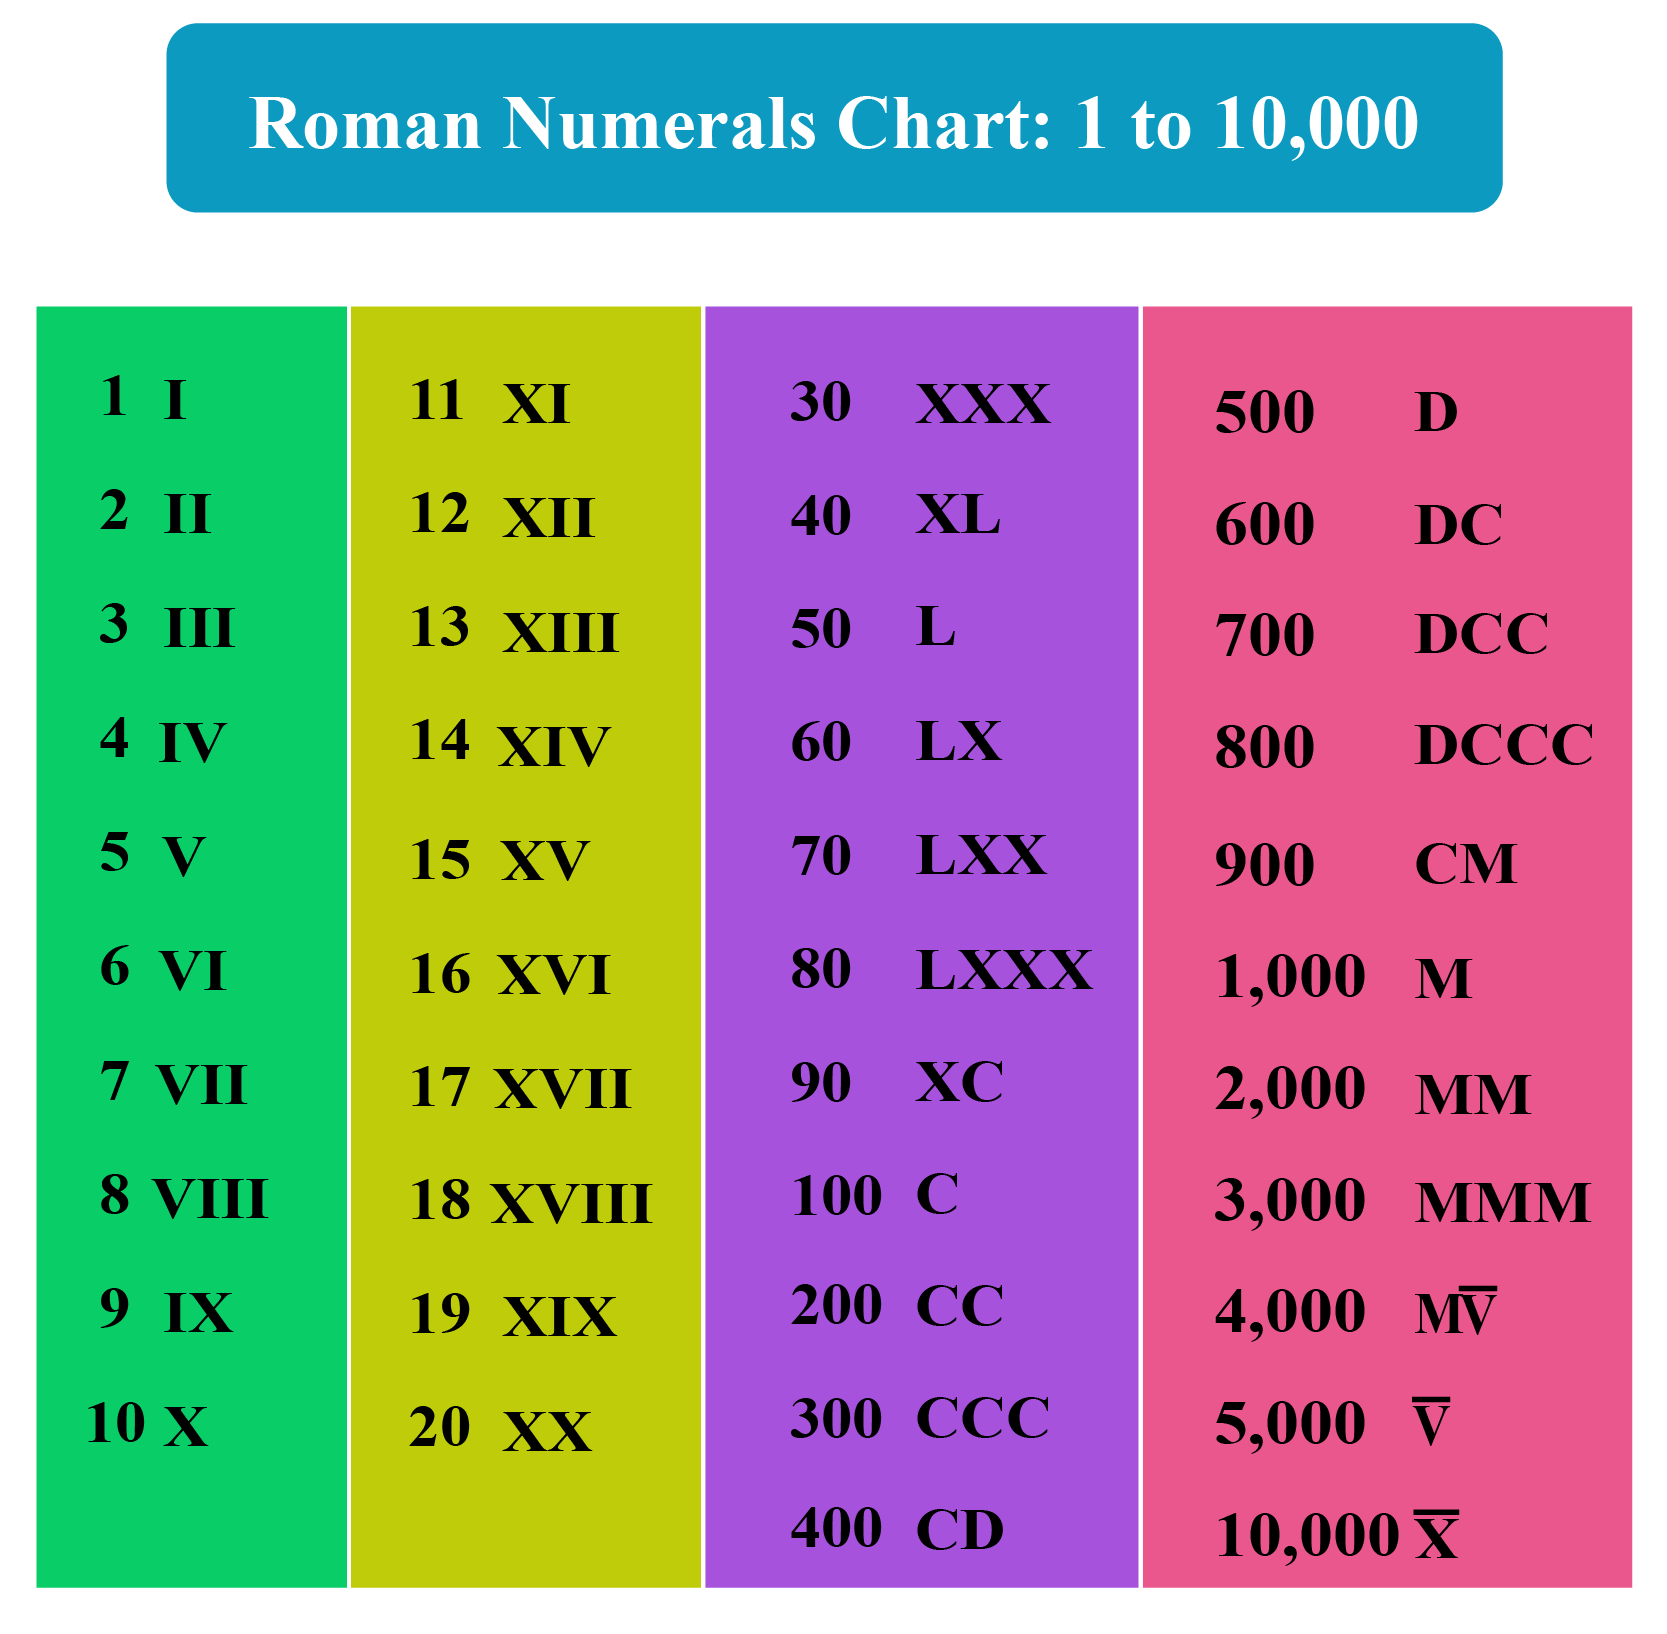 Roman Numerals Chart: 1 to 10,000
1 I
2 II
3 III
4 IV
5 V
6 VI
7 VII
8 VIII
9 IX
10 X
11 XI
12 XII
13 XIII
14 XIV
15 XV
16 XVI
17 XVII
18 XVIII
19 XIX
20 XX
30 XXX
40 XL
50 L
60 LX
70 LXX
80 LXXX
90 XC
100 C
200 CC
300 CCC
400 CD
500 D
600 DC
700 DCC
800 DCCC
900 CM
1,000 M
2,000 MM
3,000 MMM
4,000 MV̅
5,000 V̅
10,000 X̅